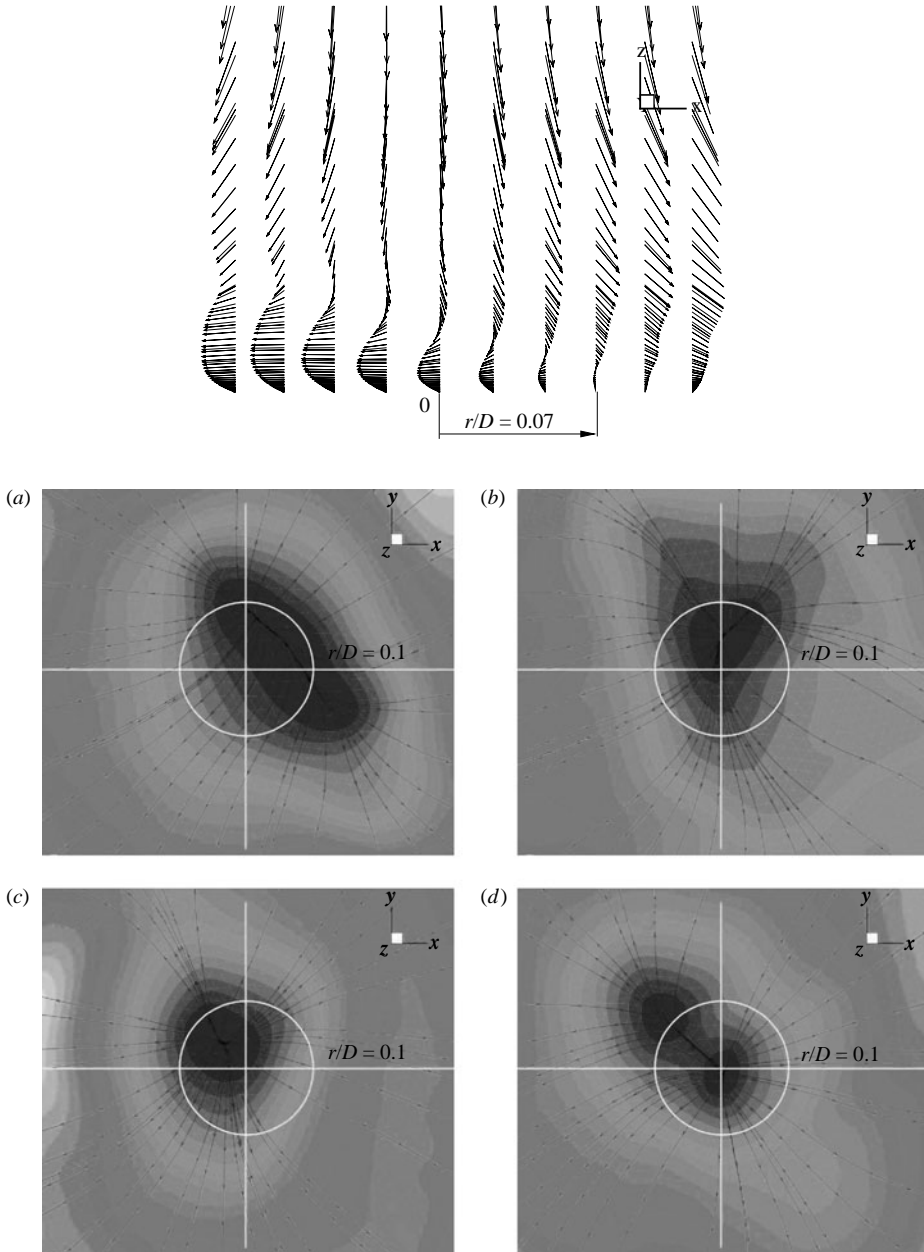 z
x
0
r/D = 0.07
(a)
y
z
x
r/D = 0.1
(b)
y
z
x
r/D = 0.1
(c)
y
z
x
r/D = 0.1
(d)
y
z
x
r/D = 0.1